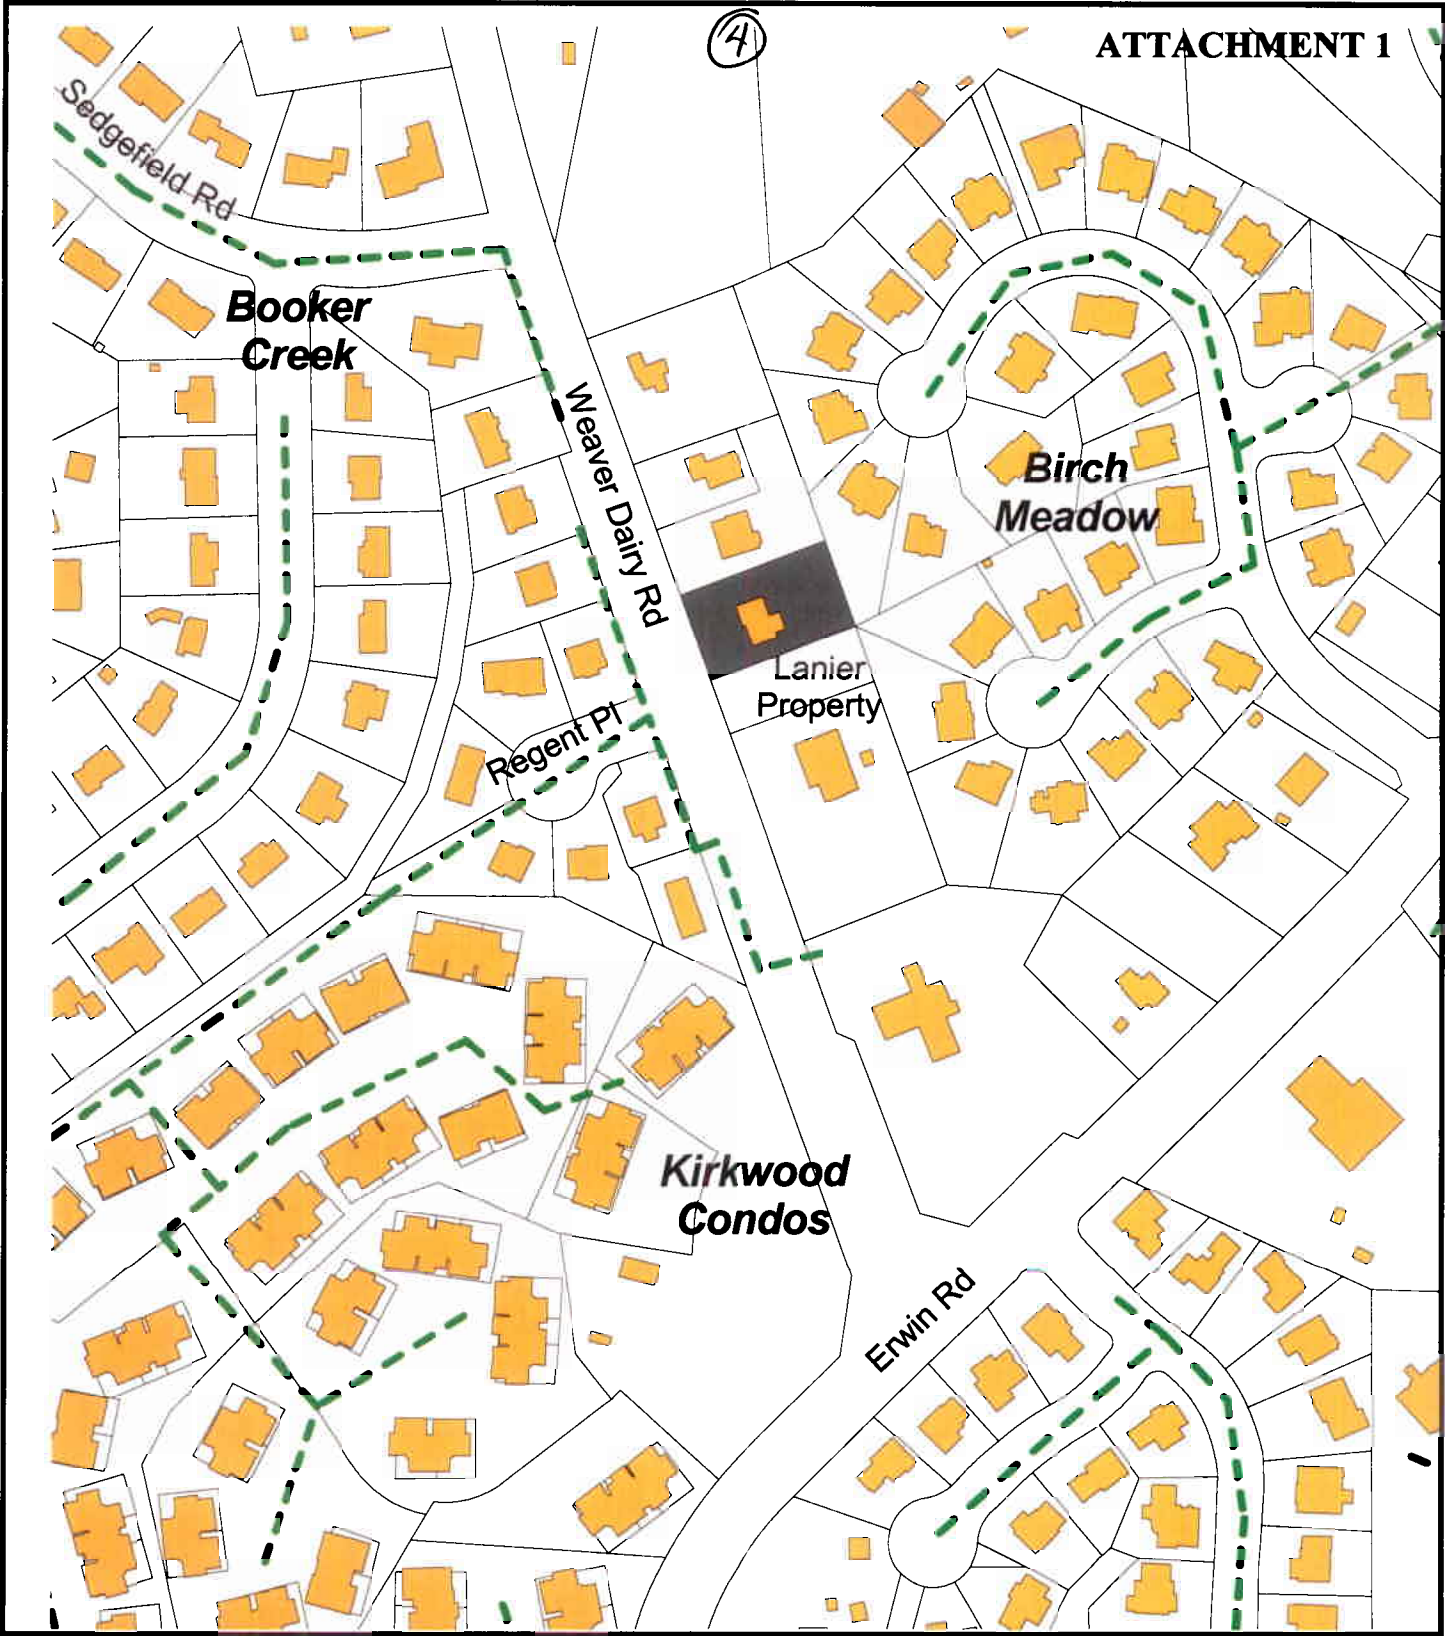 4
ATTACHMENT 1
Sedgefield Rd
Booker
Creek
Weaver Dairy Rd
Birch
Meadow
Lanier
Property
Regent Pl
Kirkwood
Condos
Erwin Rd